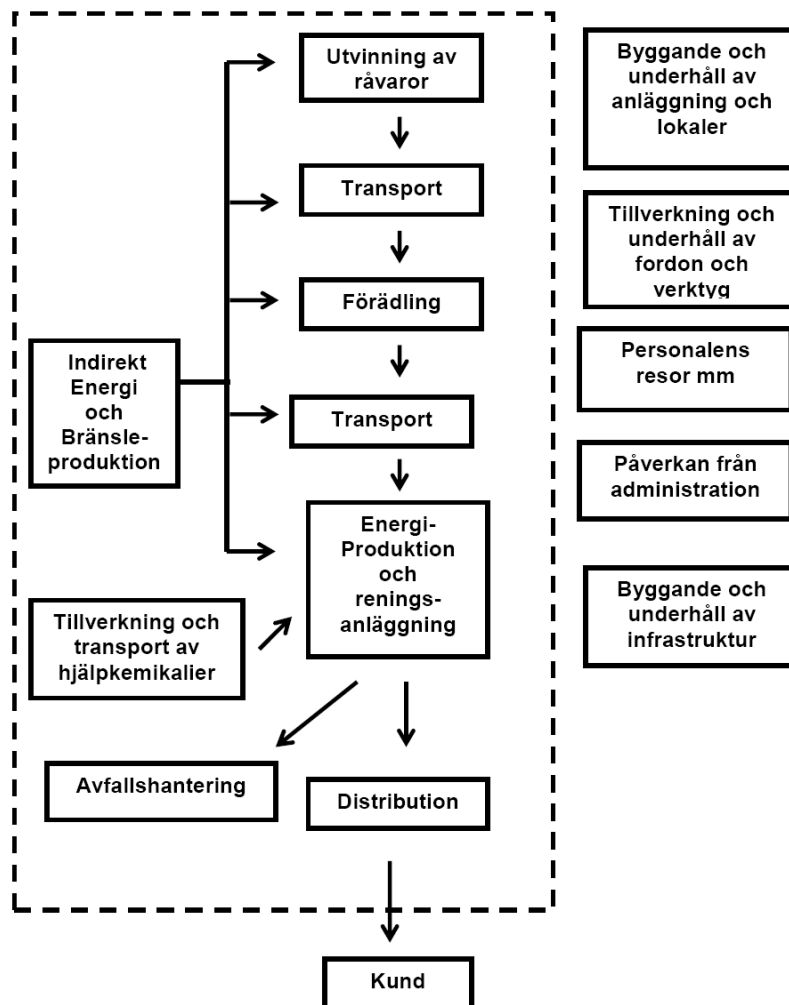 Utvinning av
råvaror
Transport
Förädling
Transport
Indirekt
Energi
och
Bränsle-
produktion
Energi-
Produktion
och
renings-
anläggning
Tillverkning och
transport av
hjälpkemikalier
Avfallshantering
Distribution
Kund
Byggande och
underhåll av
anläggning och
lokaler
Tillverkning och
underhåll av
fordon och
verktyg
Personalens
resor mm
Påverkan från
administration
Byggande och
underhåll av
infrastruktur